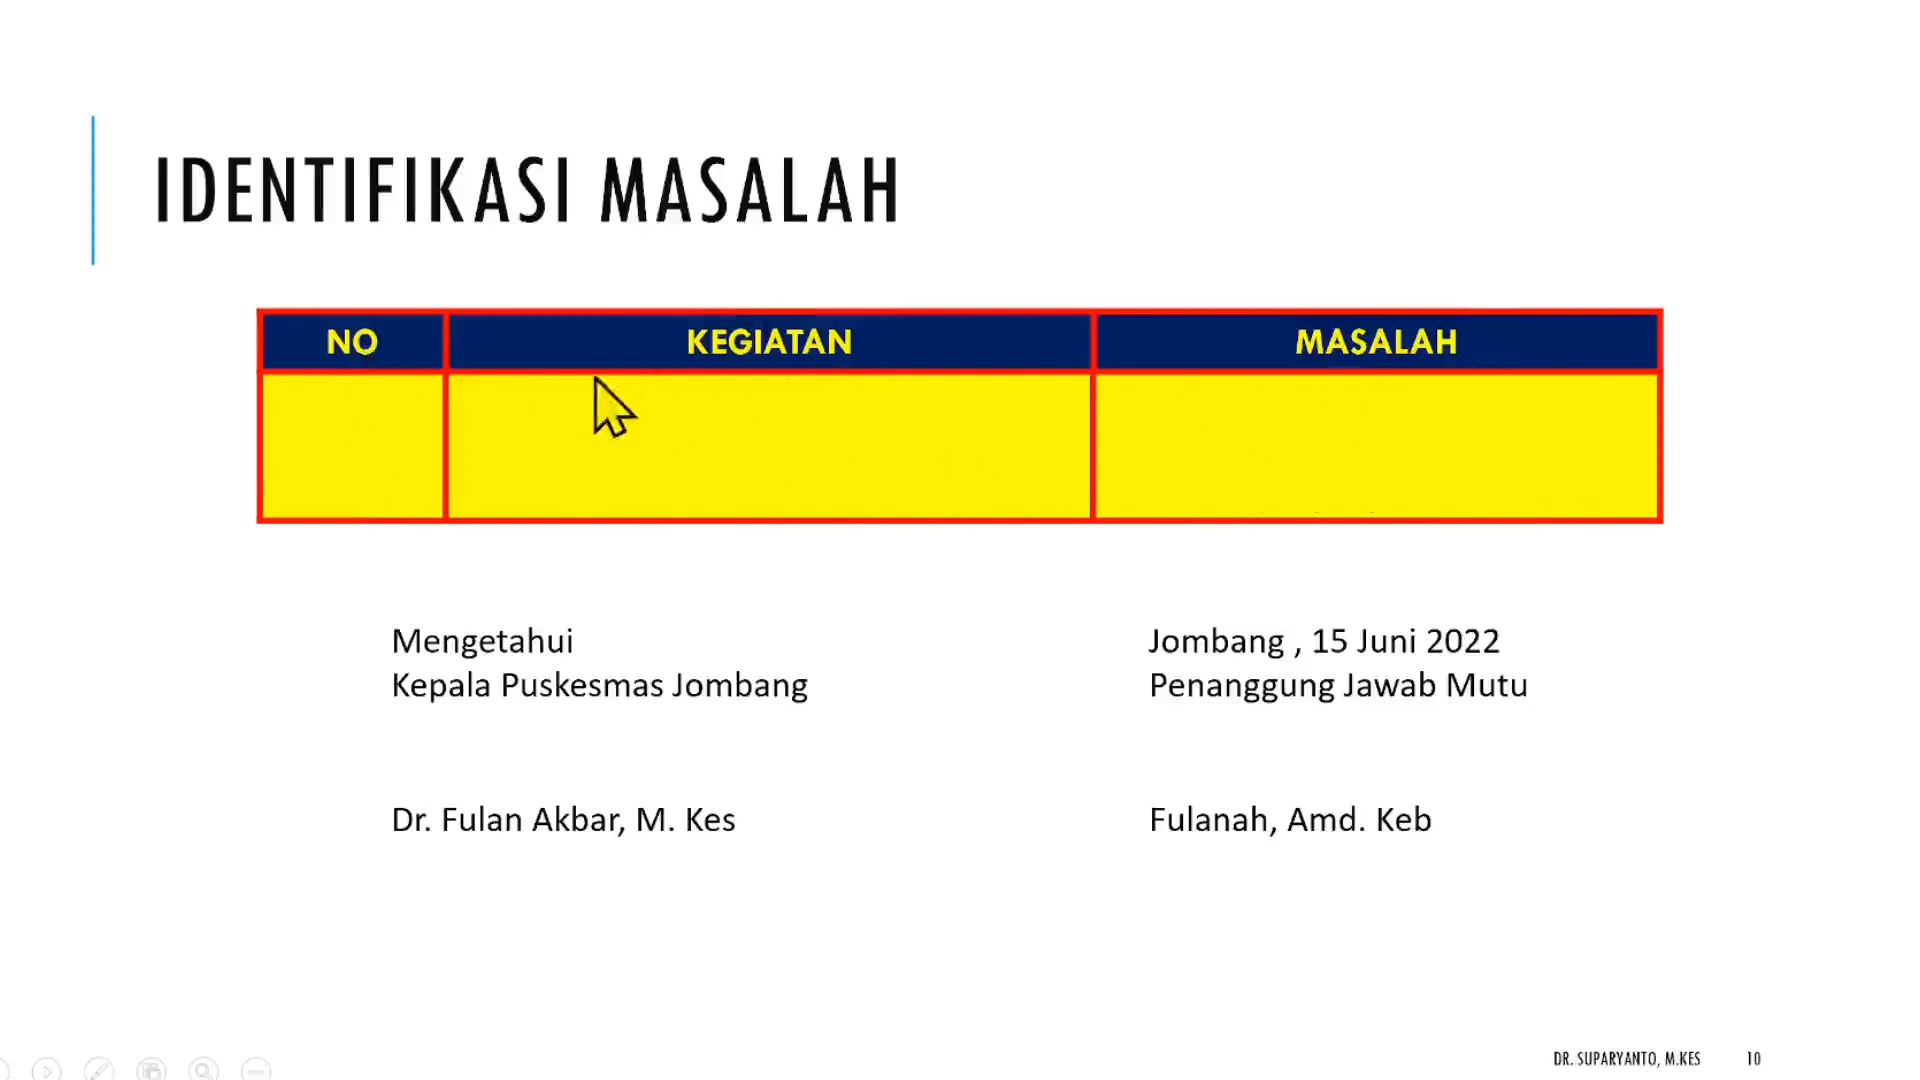 IDENTIFIKASI MASALAH
NO KEGIATAN MASALAH
Mengetahui
Kepala Puskesmas Jombang
Jombang , 15 Juni 2022
Penanggung Jawab Mutu
Dr. Fulan Akbar, M. Kes
Fulanah, Amd. Keb
DR. SUPARYANTO, M.KES 10